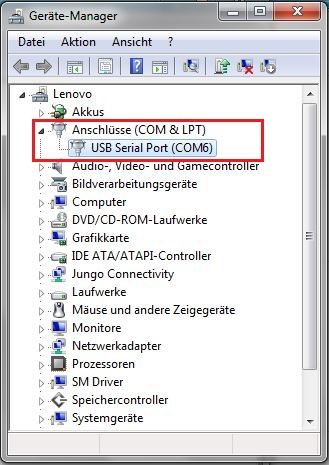 Geräte-Manager
Datei Aktion Ansicht ?
Lenovo
Akkus
Anschlüsse (COM & LPT)
USB Serial Port (COM6)
Audio-, Video- und Gamecontroller
Bildverarbeitungsgeräte
Computer
DVD/CD-ROM-Laufwerke
Grafikkarte
IDE ATA/ATAPI-Controller
Jungo Connectivity
Laufwerke
Mäuse und andere Zeigegeräte
Monitore
Netzwerkadapter
Prozessoren
SM Driver
Speichercontroller
Systemgeräte